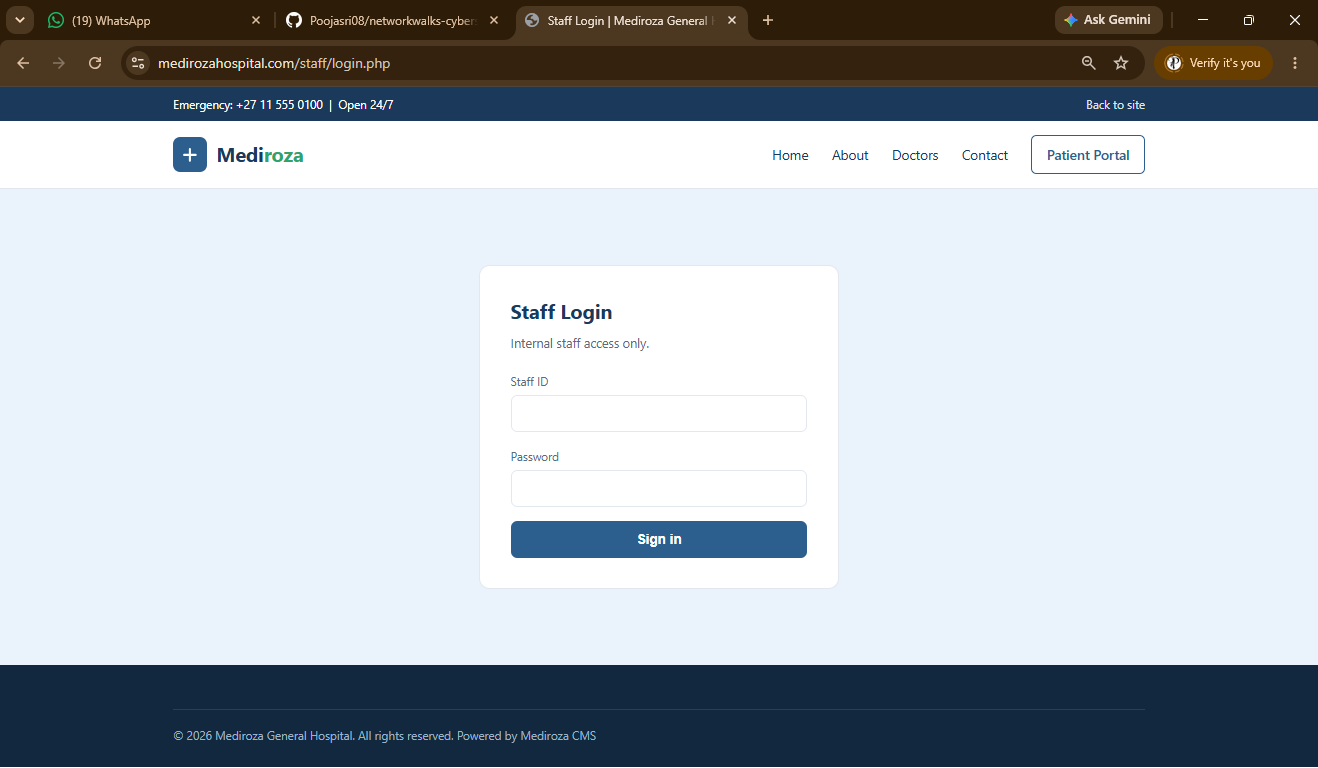 (19) WhatsApp
Poojasri08/networkwalks-cyber
Staff Login | Mediroza General
Ask Gemini
medirozahospital.com/staff/login.php
Verify it's you
Emergency: +27 11 555 0100 | Open 24/7
Back to site
Mediroza
Home
About
Doctors
Contact
Patient Portal
Staff Login
Internal staff access only.
Staff ID
Password
Sign in
© 2026 Mediroza General Hospital. All rights reserved. Powered by Mediroza CMS